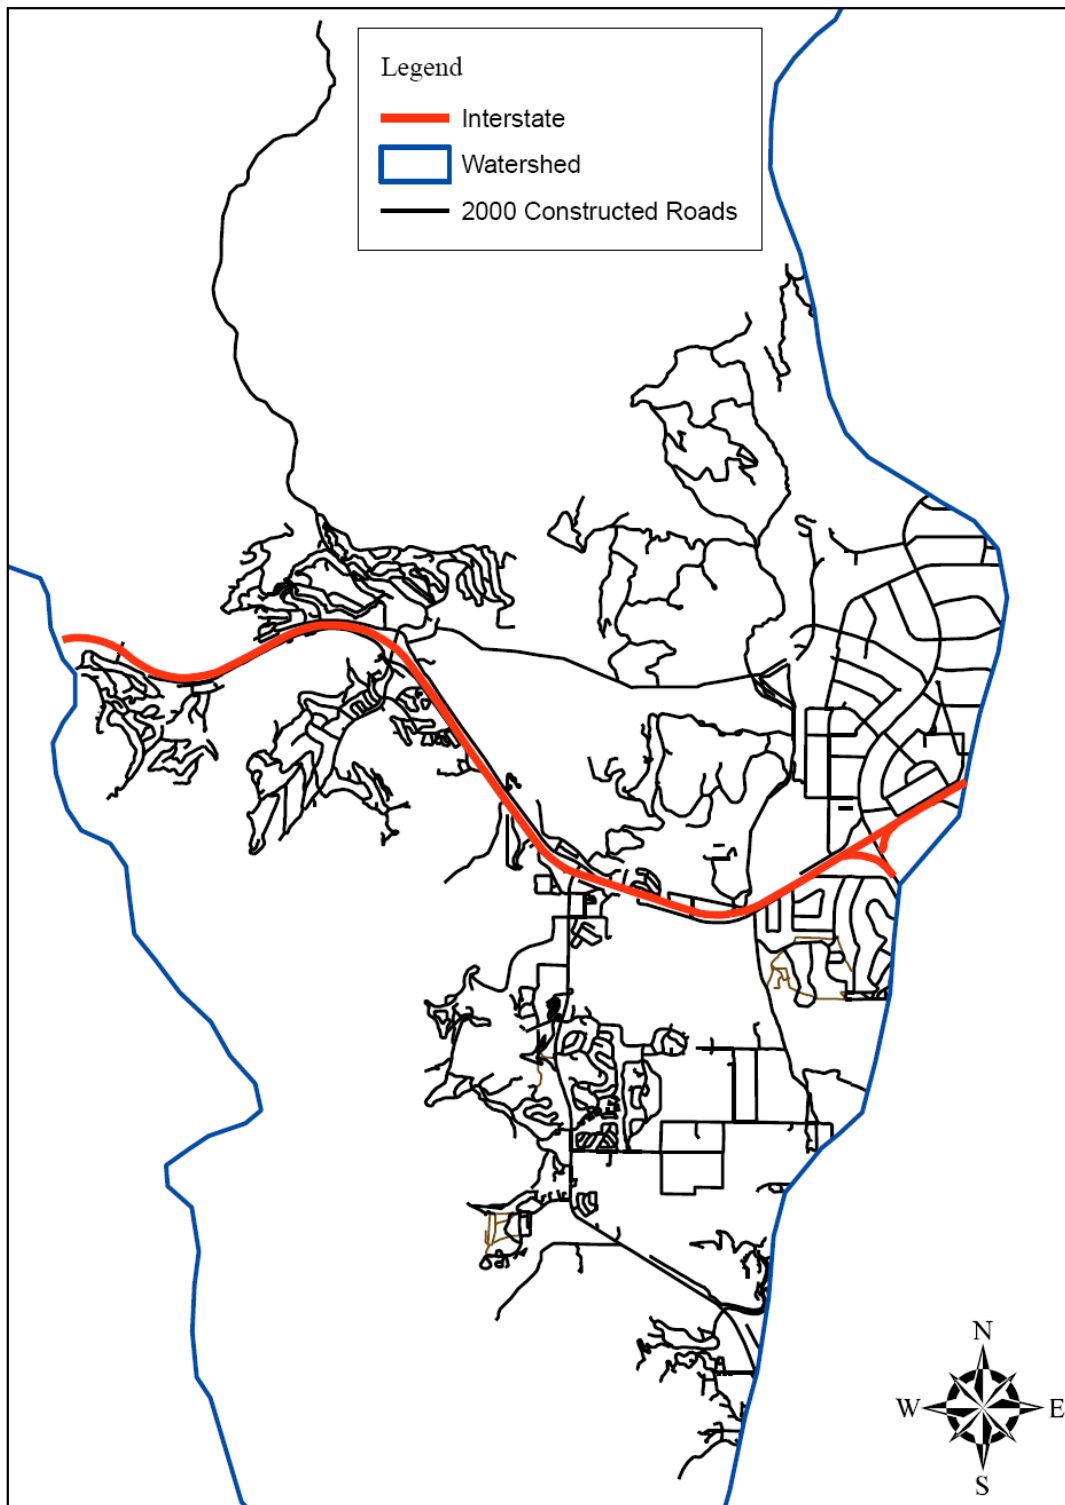 Legend
Interstate
Watershed
2000 Constructed Roads
N
W
E
S